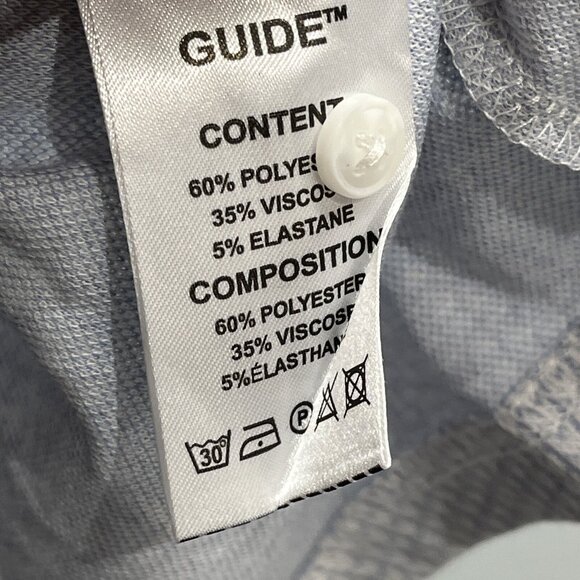 GUIDE™
CONTENT
60% POLYES
35% VISCOS
5% ELASTANE
COMPOSITION
60% POLYESTER
35% VISCOSE
5%ÉLASTHAN
30°
P